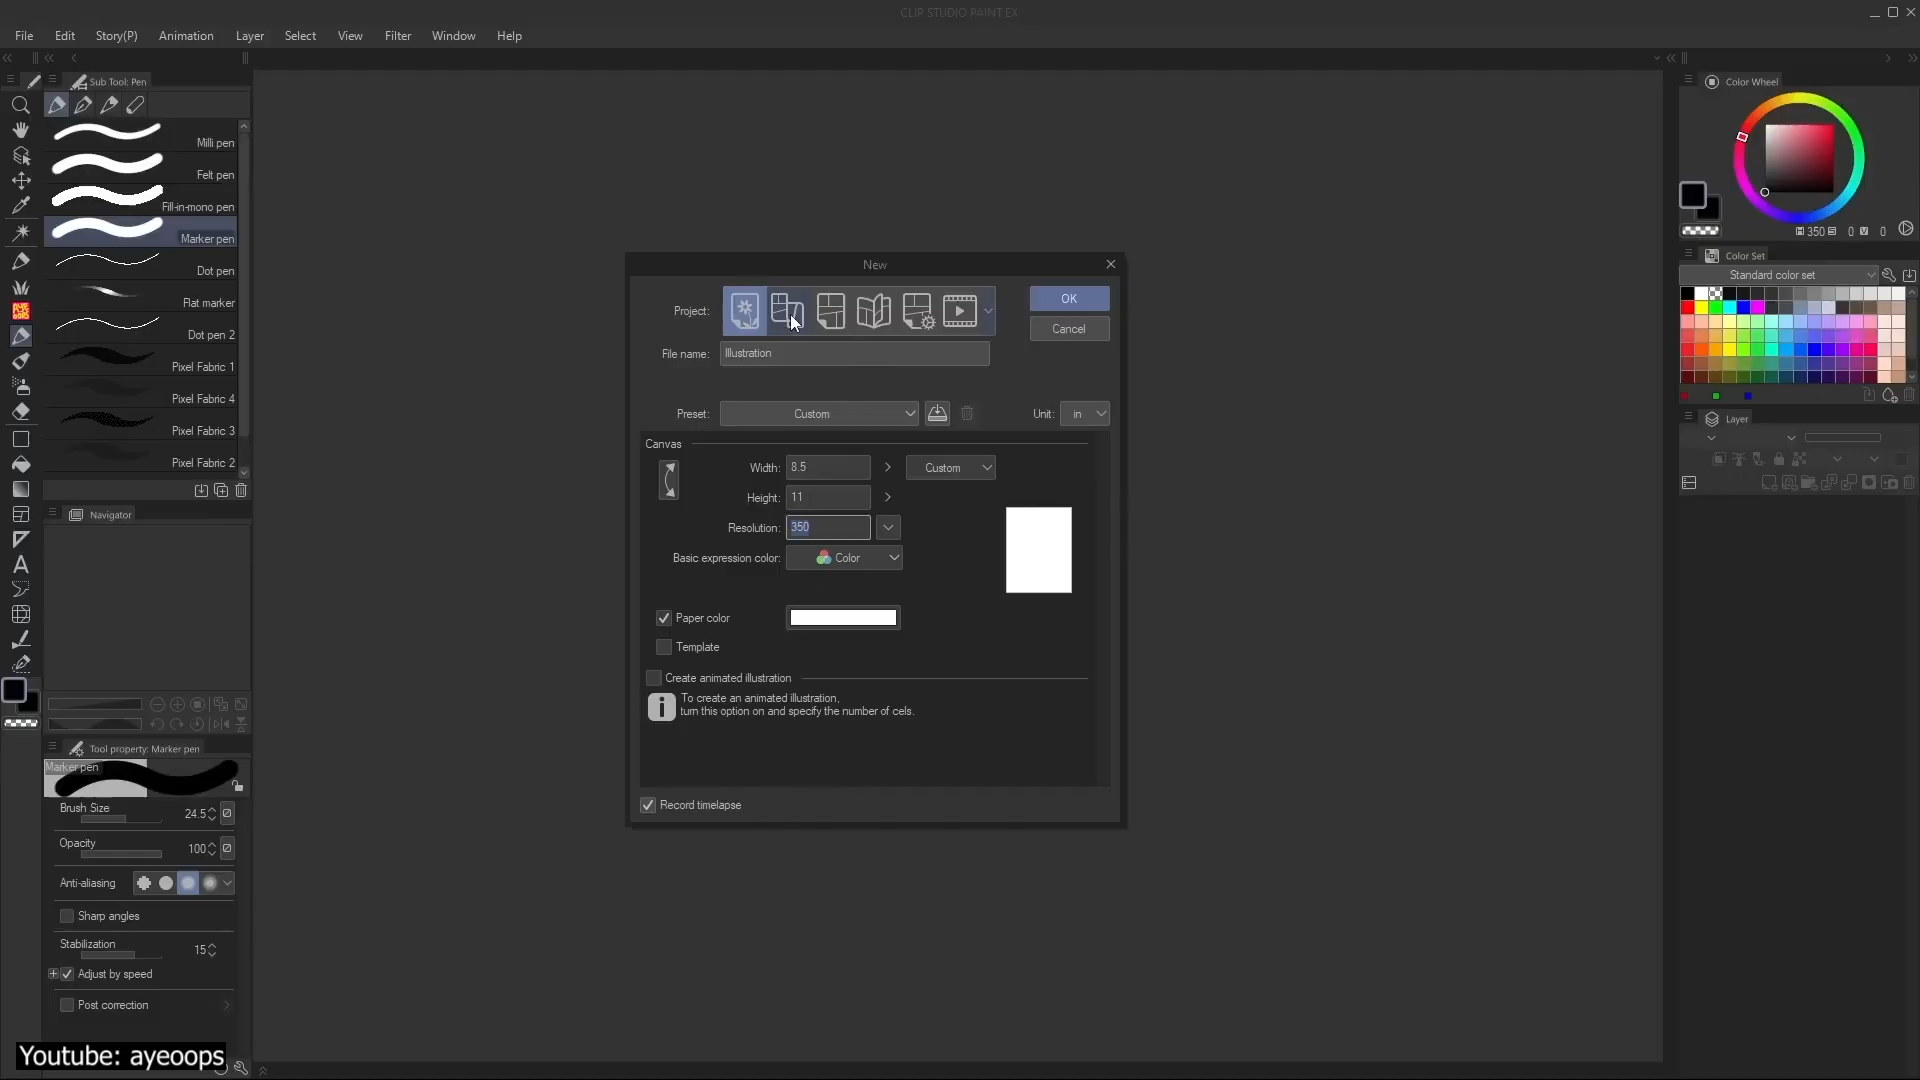 CLIP STUDIO PAINT EX
File Edit Story(P) Animation Layer Select View Filter Window Help
Sub Tool: Pen
Milli pen
Felt pen
Fill-in-mono pen
Marker pen
Dot pen
Flat marker
Dot pen 2
Pixel Fabric 1
Pixel Fabric 4
Pixel Fabric 3
Pixel Fabric 2
Navigator
Tool property: Marker pen
Marker pen
Brush Size 24.5
Opacity 100
Anti-aliasing
Sharp angles
Stabilization 15
Adjust by speed
Post correction
Youtube: ayeoops
New
Project:
OK
Cancel
File name: Illustration
Preset: Custom Unit: in
Canvas
Width: 8.5 > Custom
Height: 11 >
Resolution: 350
Basic expression color: Color
Paper color
Template
Create animated illustration
To create an animated illustration,
turn this option on and specify the number of cels.
Record timelapse
Color Wheel
H 350 S 0 V 0
Color Set
Standard color set
Layer